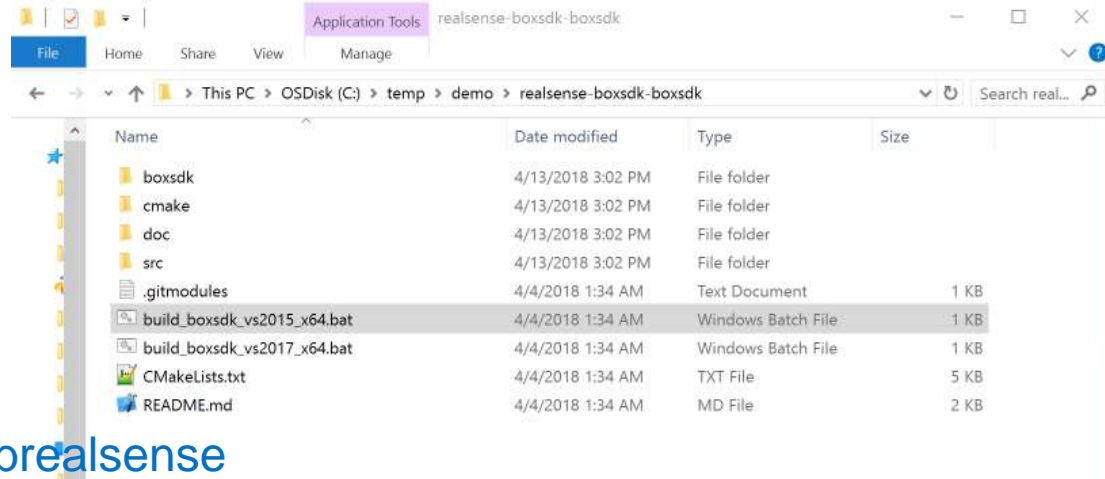 Application Tools realsense-boxsdk-boxsdk
File Home Share View Manage
This PC > OSDisk (C:) > temp > demo > realsense-boxsdk-boxsdk Search real...
Name Date modified Type Size
boxsdk 4/13/2018 3:02 PM File folder
cmake 4/13/2018 3:02 PM File folder
doc 4/13/2018 3:02 PM File folder
src 4/13/2018 3:02 PM File folder
.gitmodules 4/4/2018 1:34 AM Text Document 1 KB
build_boxsdk_vs2015_x64.bat 4/4/2018 1:34 AM Windows Batch File 1 KB
build_boxsdk_vs2017_x64.bat 4/4/2018 1:34 AM Windows Batch File 1 KB
CMakeLists.txt 4/4/2018 1:34 AM TXT File 5 KB
README.md 4/4/2018 1:34 AM MD File 2 KB
realsense